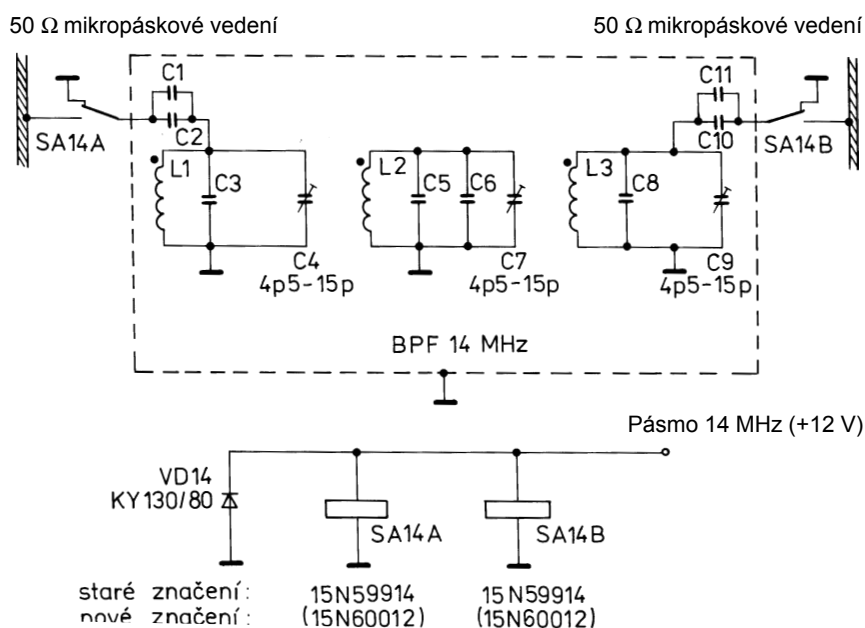 50 Ω mikropáskové vedení
50 Ω mikropáskové vedení
C1
C11
C2
C10
SA14A
SA14B
L1
L2
L3
C3
C5
C6
C8
C4
C7
C9
4p5-15p
4p5-15p
4p5-15p
BPF 14 MHz
Pásmo 14 MHz (+12 V)
VD14
KY130/80
SA14A
SA14B
staré značení: 15N59914 15N59914
nové značení: (15N60012) (15N60012)